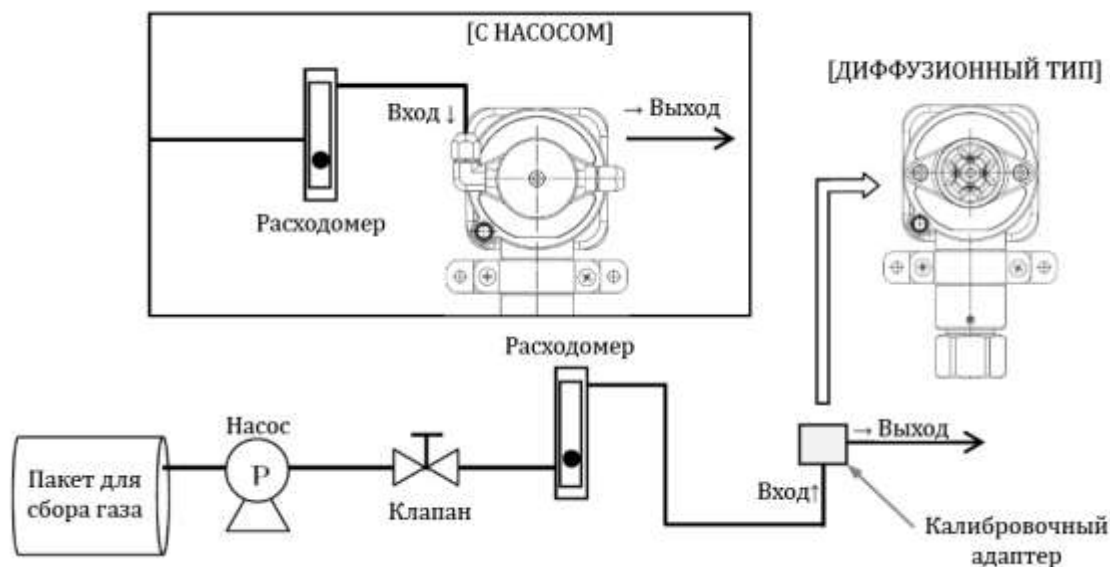 [С НАСОСОМ]
[ДИФФУЗИОННЫЙ ТИП]
Вход ↓
→ Выход
Расходомер
Расходомер
Насос
P
Пакет для
сбора газа
Клапан
→ Выход
Вход↑
Калибровочный
адаптер